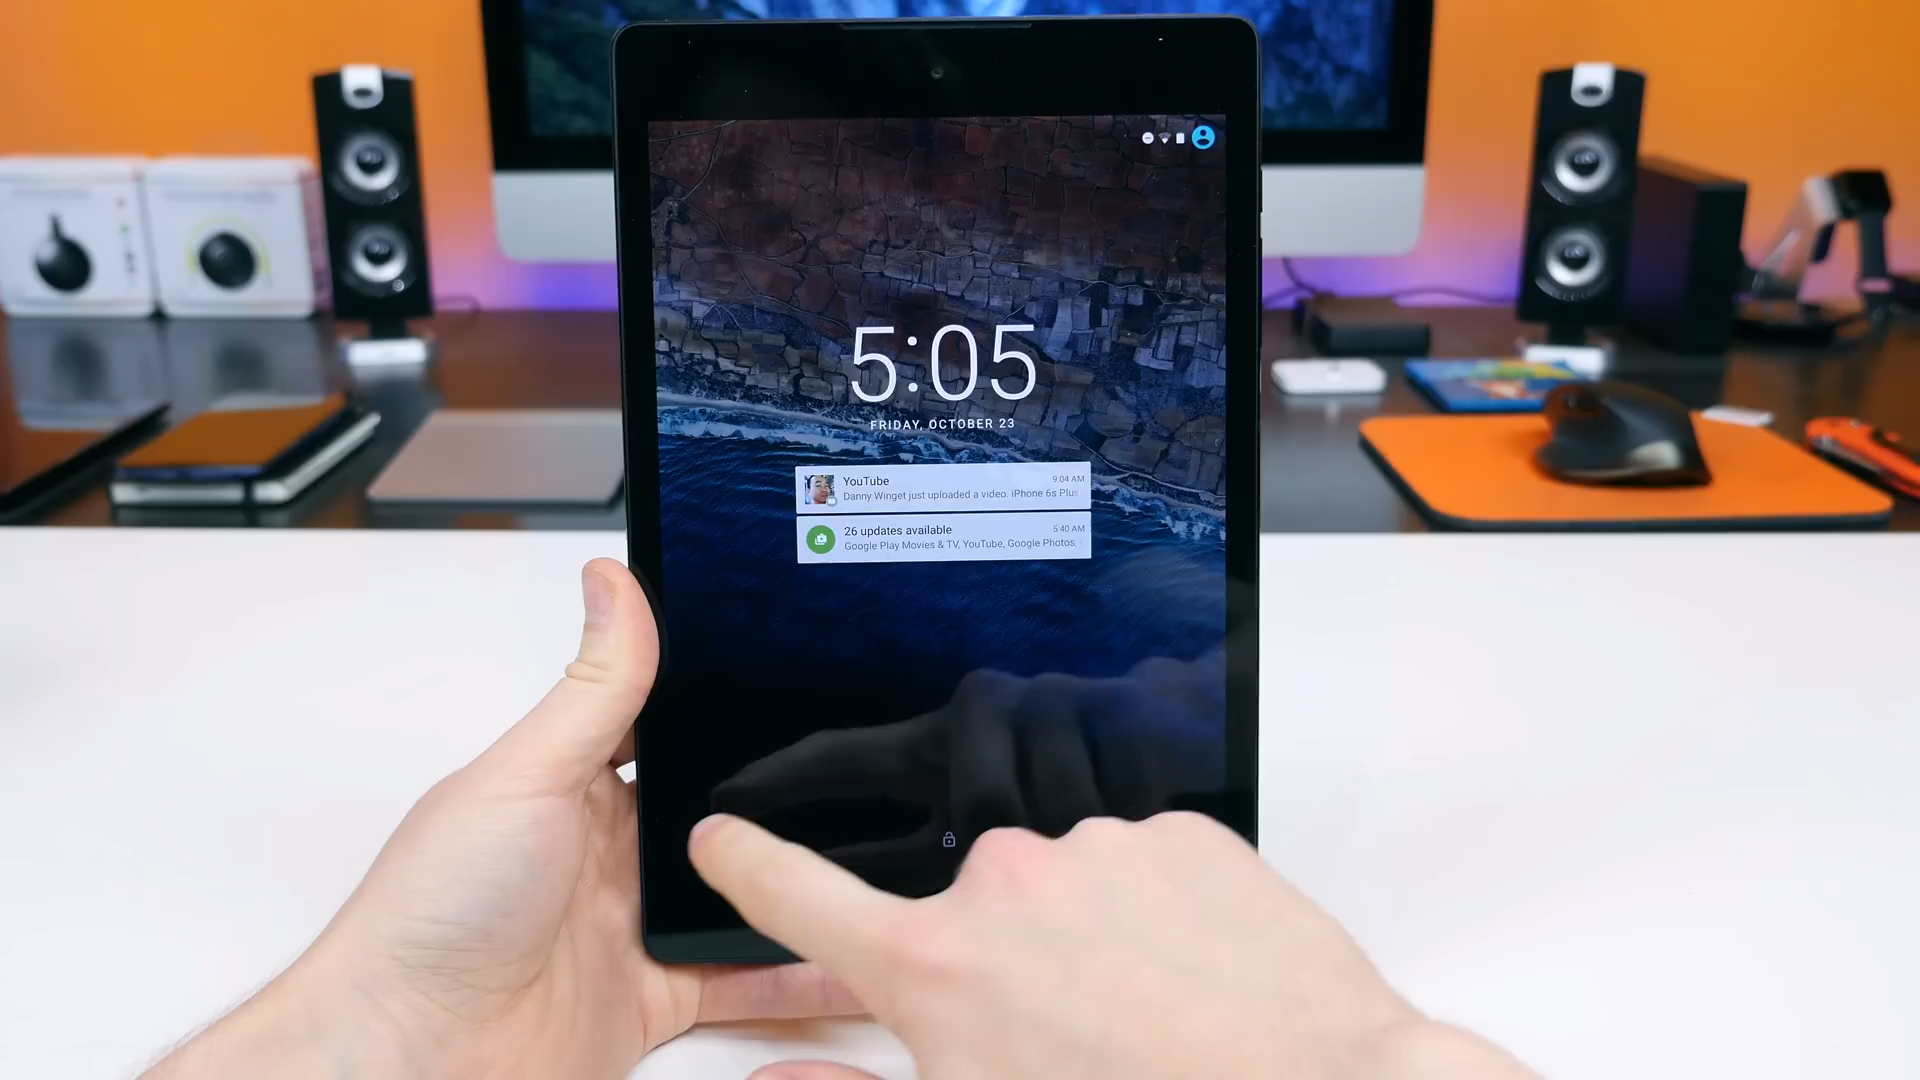 5:05
FRIDAY, OCTOBER 23
YouTube
9:04 AM
Danny Winget just uploaded a video. iPhone 6s Plus
26 updates available
5:40 AM
Google Play Movies & TV, YouTube, Google Photos,